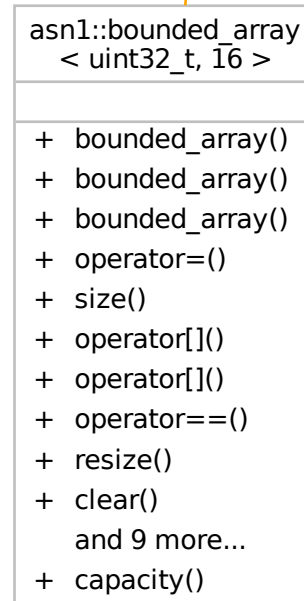 asn1::bounded_array
< uint32_t, 16 >
+ bounded_array()
+ bounded_array()
+ bounded_array()
+ operator=()
+ size()
+ operator[]()
+ operator[]()
+ operator==()
+ resize()
+ clear()
and 9 more...
+ capacity()